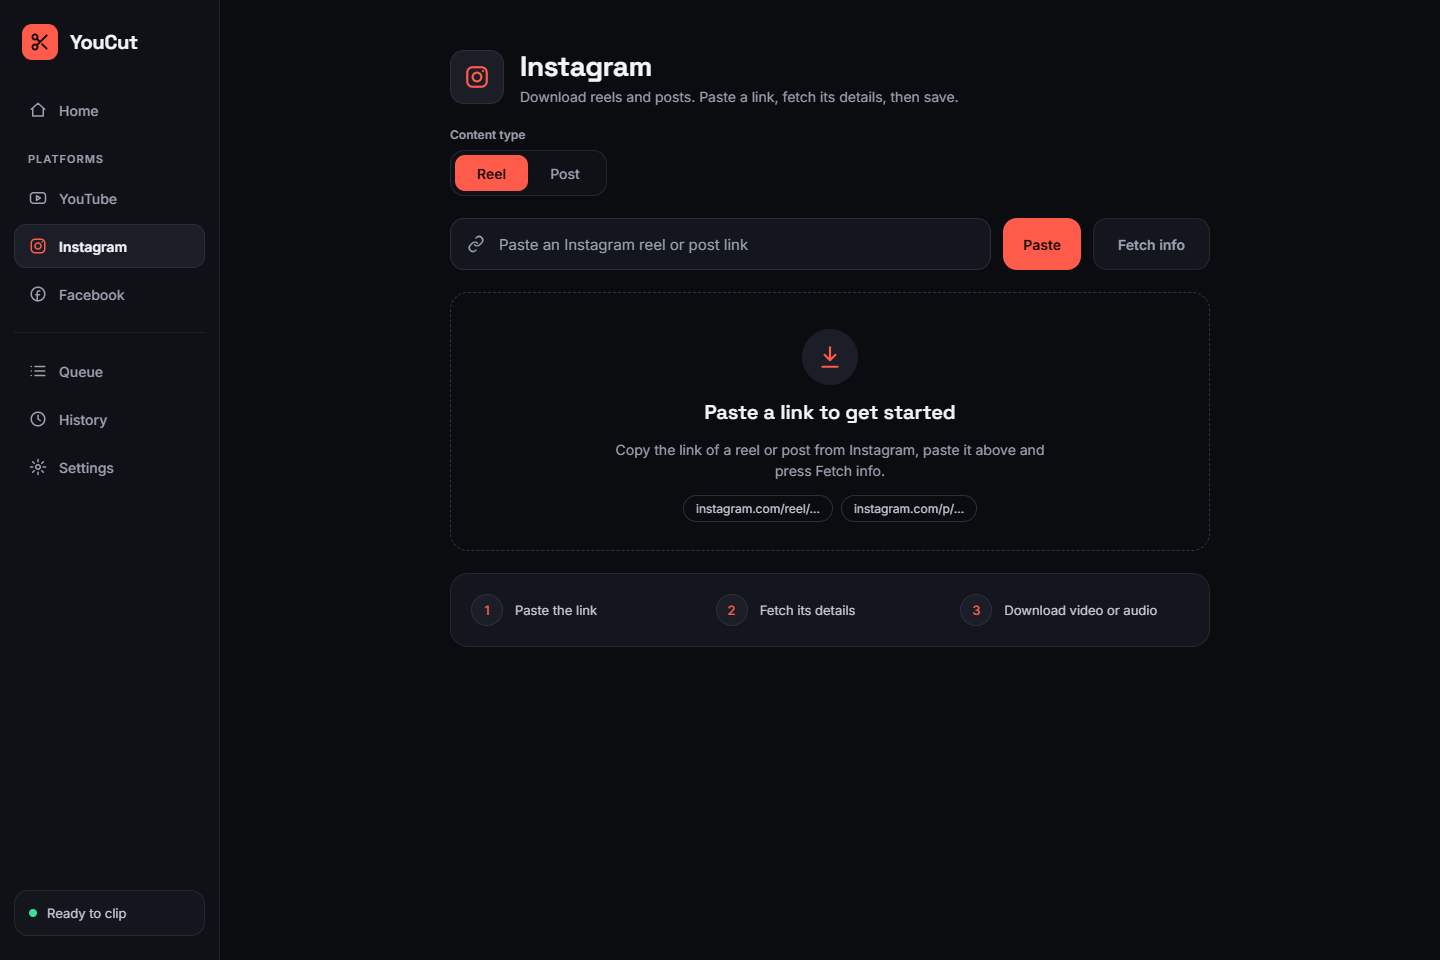 YouCut
Home
PLATFORMS
YouTube
Instagram
Facebook
Queue
History
Settings
Ready to clip
Instagram
Download reels and posts. Paste a link, fetch its details, then save.
Content type
Reel
Post
Paste an Instagram reel or post link
Paste
Fetch info
Paste a link to get started
Copy the link of a reel or post from Instagram, paste it above and
press Fetch info.
instagram.com/reel/...
instagram.com/p/...
1 Paste the link
2 Fetch its details
3 Download video or audio